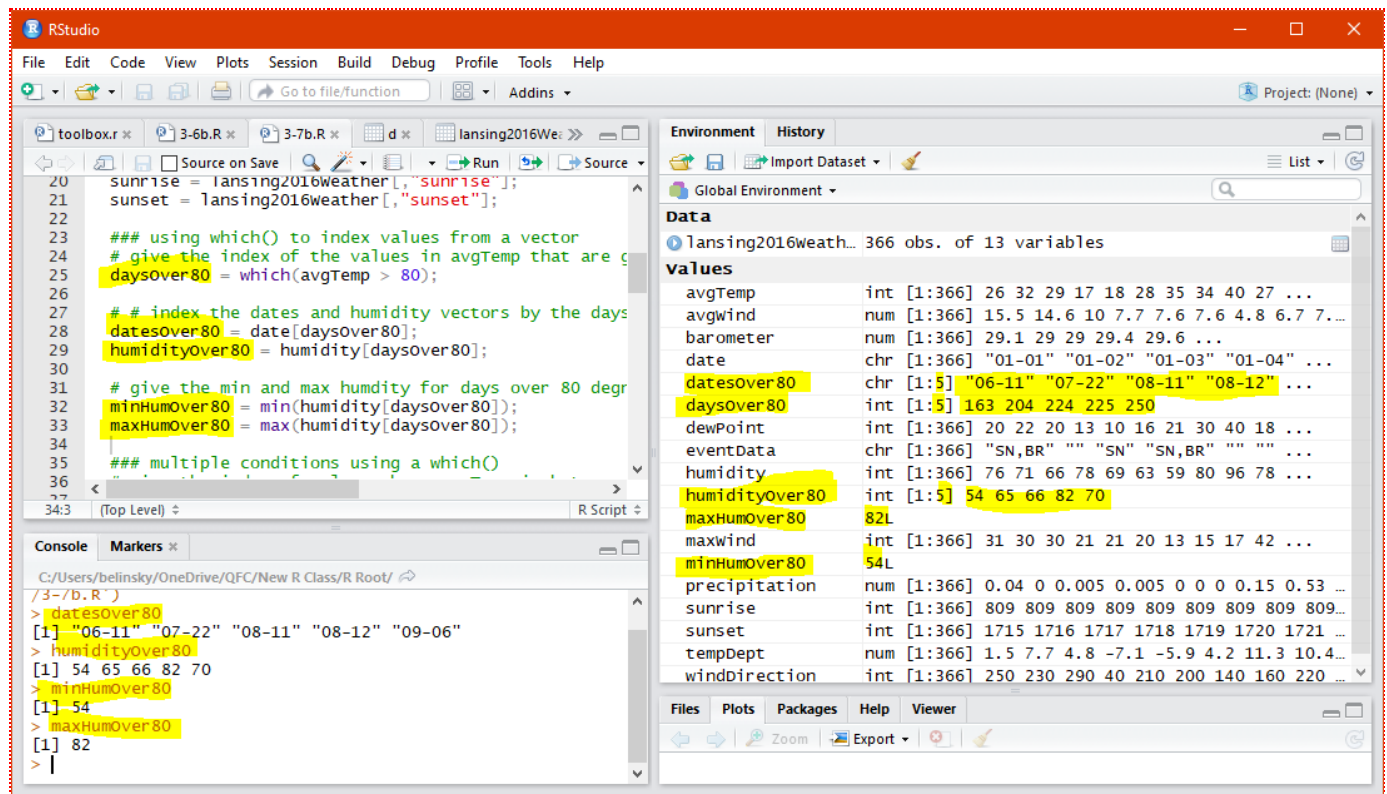 RStudio
File Edit Code View Plots Session Build Debug Profile Tools Help
Go to file/function
Addins
Project: (None)
toolbox.r
3-6b.R
3-7b.R
d
lansing2016Wea
Source on Save
Run
Source
20 sunrise = lansing2016Weather[,"sunrise"];
21 sunset = lansing2016Weather[,"sunset"];
22
23 ### using which() to index values from a vector
24 # give the index of the values in avgTemp that are g
25 daysOver80 = which(avgTemp > 80);
26
27 # # index the dates and humidity vectors by the days
28 datesOver80 = date[daysOver80];
29 humidityOver80 = humidity[daysOver80];
30
31 # give the min and max humdity for days over 80 degr
32 minHumOver80 = min(humidity[daysOver80]);
33 maxHumOver80 = max(humidity[daysOver80]);
34
35 ### multiple conditions using a which()
36
37
34:3 (Top Level) R Script
Console Markers
C:/Users/belinsky/OneDrive/QFC/New R Class/R Root/
/3-7b.R')
> datesOver80
[1] "06-11" "07-22" "08-11" "08-12" "09-06"
> humidityOver80
[1] 54 65 66 82 70
> minHumOver80
[1] 54
> maxHumOver80
[1] 82
>
Environment History
Import Dataset
List
Global Environment
Data
lansing2016Weath… 366 obs. of 13 variables
Values
avgTemp int [1:366] 26 32 29 17 18 28 35 34 40 27 ...
avgWind num [1:366] 15.5 14.6 10 7.7 7.6 7.6 4.8 6.7 7.…
barometer num [1:366] 29.1 29 29 29.4 29.6 ...
date chr [1:366] "01-01" "01-02" "01-03" "01-04" ...
datesOver80 chr [1:5] "06-11" "07-22" "08-11" "08-12" ...
daysOver80 int [1:5] 163 204 224 225 250
dewPoint int [1:366] 20 22 20 13 10 16 21 30 40 18 ...
eventData chr [1:366] "SN,BR" "" "SN" "SN,BR" "" "" ...
humidity int [1:366] 76 71 66 78 69 63 59 80 96 78 ...
humidityOver80 int [1:5] 54 65 66 82 70
maxHumOver80 82L
maxWind int [1:366] 31 30 30 21 21 20 13 15 17 42 ...
minHumOver80 54L
precipitation num [1:366] 0.04 0 0.005 0.005 0 0 0 0.15 0.53 …
sunrise int [1:366] 809 809 809 809 809 809 809 809 809…
sunset int [1:366] 1715 1716 1717 1718 1719 1720 1721 …
tempDept num [1:366] 1.5 7.7 4.8 -7.1 -5.9 4.2 11.3 10.4…
windDirection int [1:366] 250 230 290 40 210 200 140 160 220 …
Files Plots Packages Help Viewer
Zoom Export